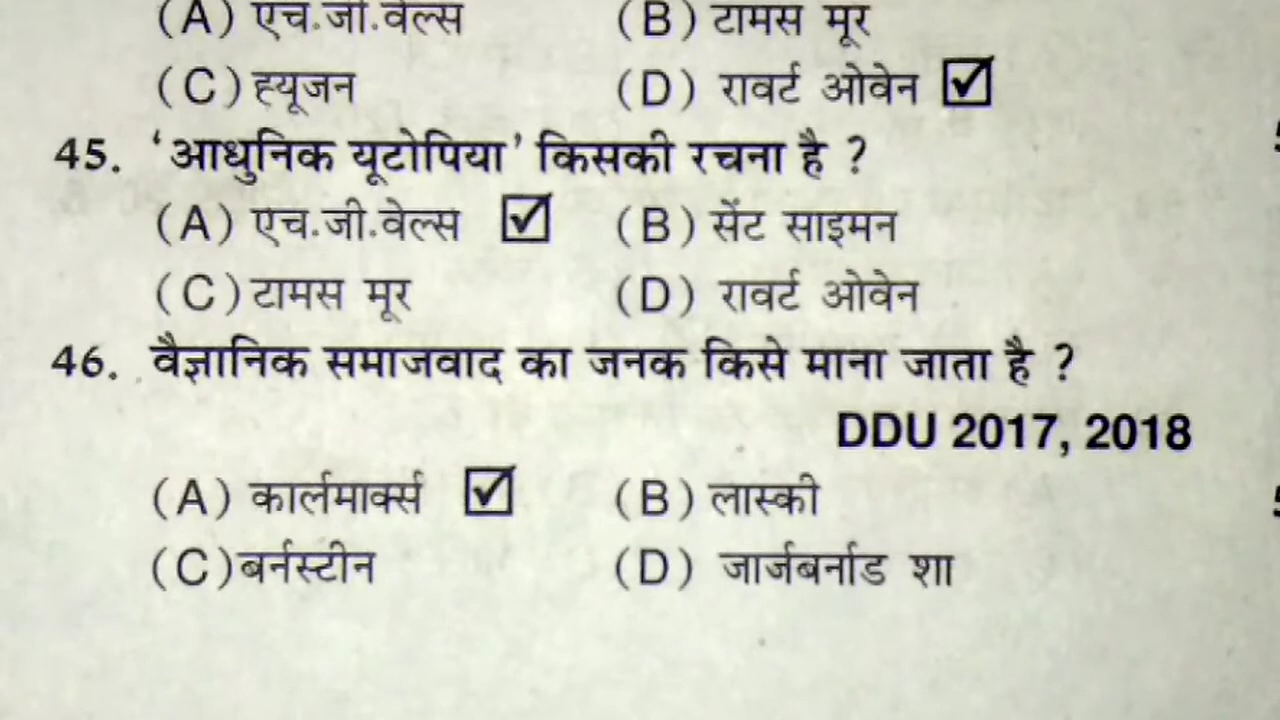 (A) एच.जी.वेल्स (B) टामस मूर
(C) ह्यूजन (D) रावर्ट ओवेन ☑
45. ‘आधुनिक यूटोपिया’ किसकी रचना है ?
(A) एच.जी.वेल्स ☑ (B) सेंट साइमन
(C) टामस मूर (D) रावर्ट ओवेन
46. वैज्ञानिक समाजवाद का जनक किसे माना जाता है ?
DDU 2017, 2018
(A) कार्लमार्क्स ☑ (B) लास्की
(C) बर्नस्टीन (D) जार्जबर्नाड शा